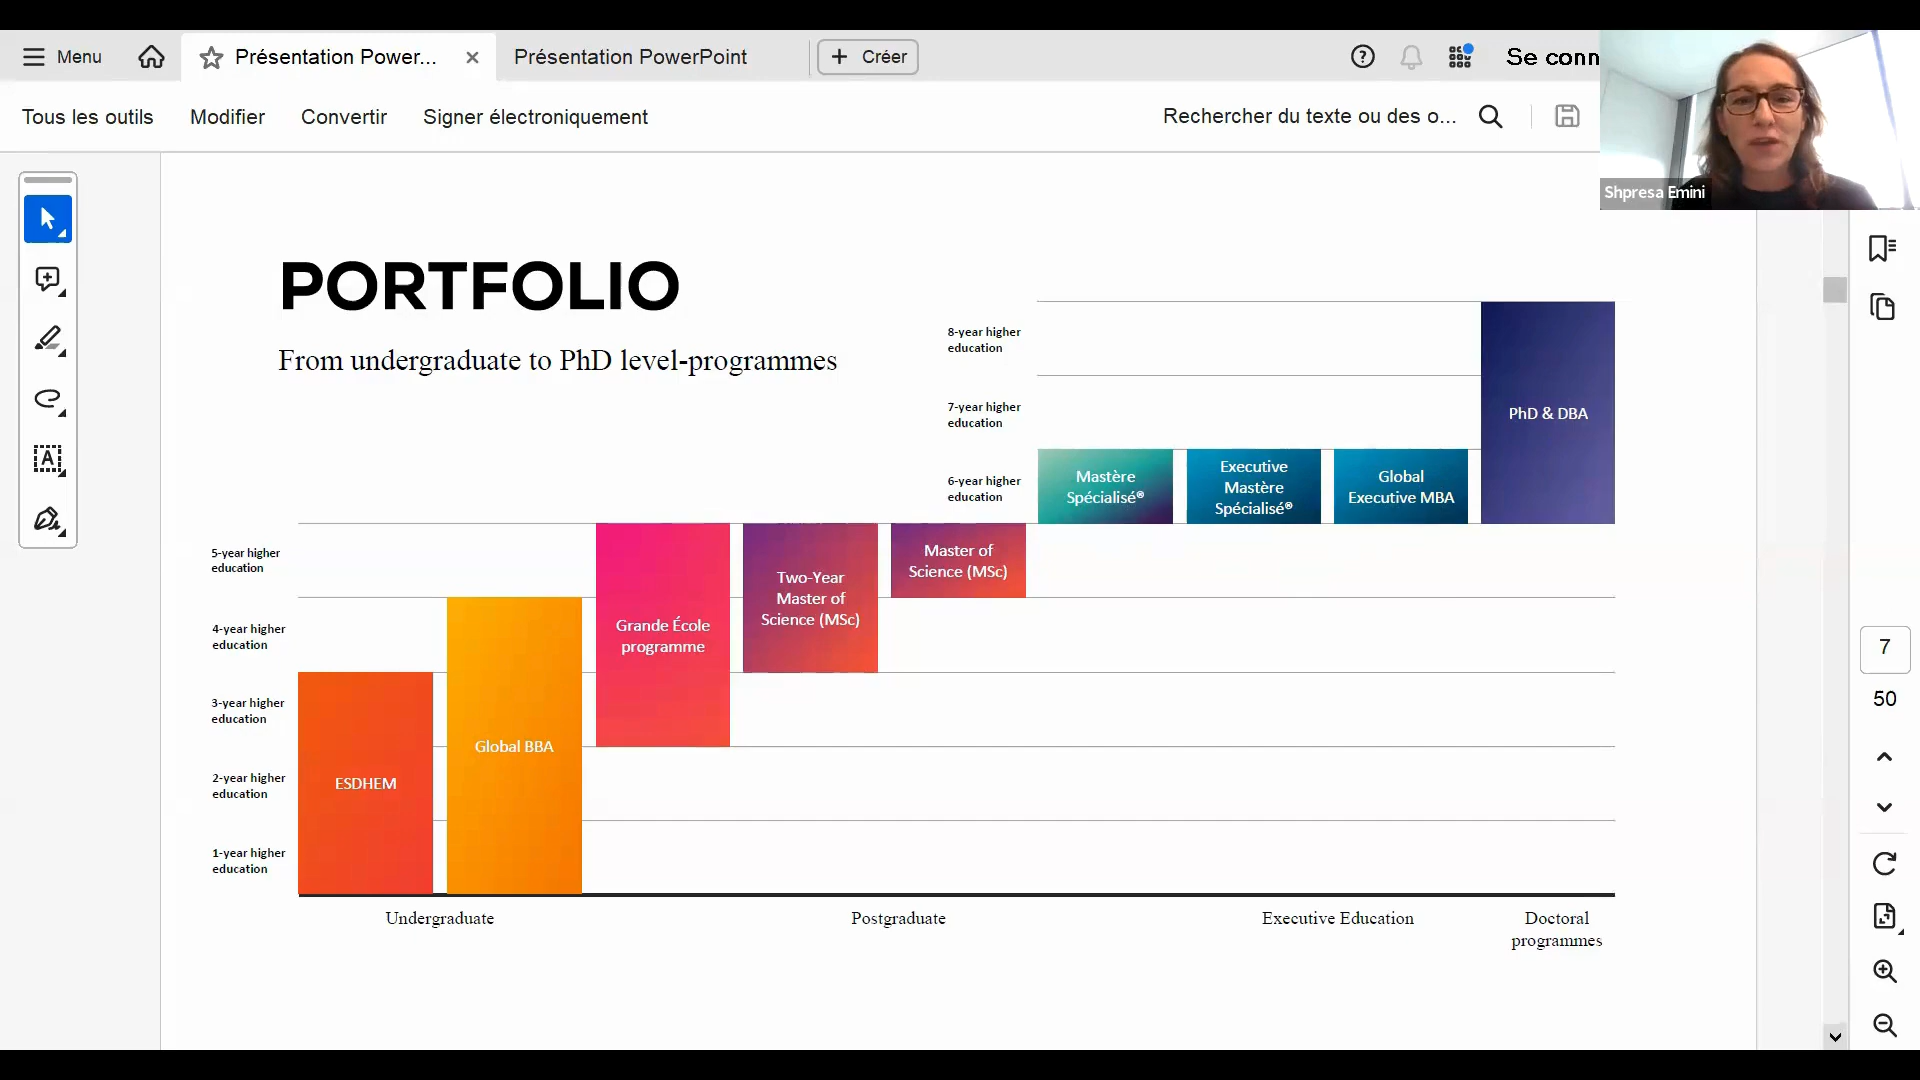 Menu
Présentation Power...
Présentation PowerPoint
Créer
Se conn
Tous les outils
Modifier
Convertir
Signer électroniquement
Rechercher du texte ou des o...
Shpresa Emini
PORTFOLIO
From undergraduate to PhD level-programmes
8-year higher
education
7-year higher
education
6-year higher
education
5-year higher
education
4-year higher
education
3-year higher
education
2-year higher
education
1-year higher
education
ESDHEM
Global BBA
Grande École
programme
Two-Year
Master of
Science (MSc)
Master of
Science (MSc)
Mastère
Spécialisé®
Executive
Mastère
Spécialisé®
Global
Executive MBA
PhD & DBA
Undergraduate
Postgraduate
Executive Education
Doctoral
programmes
7
50